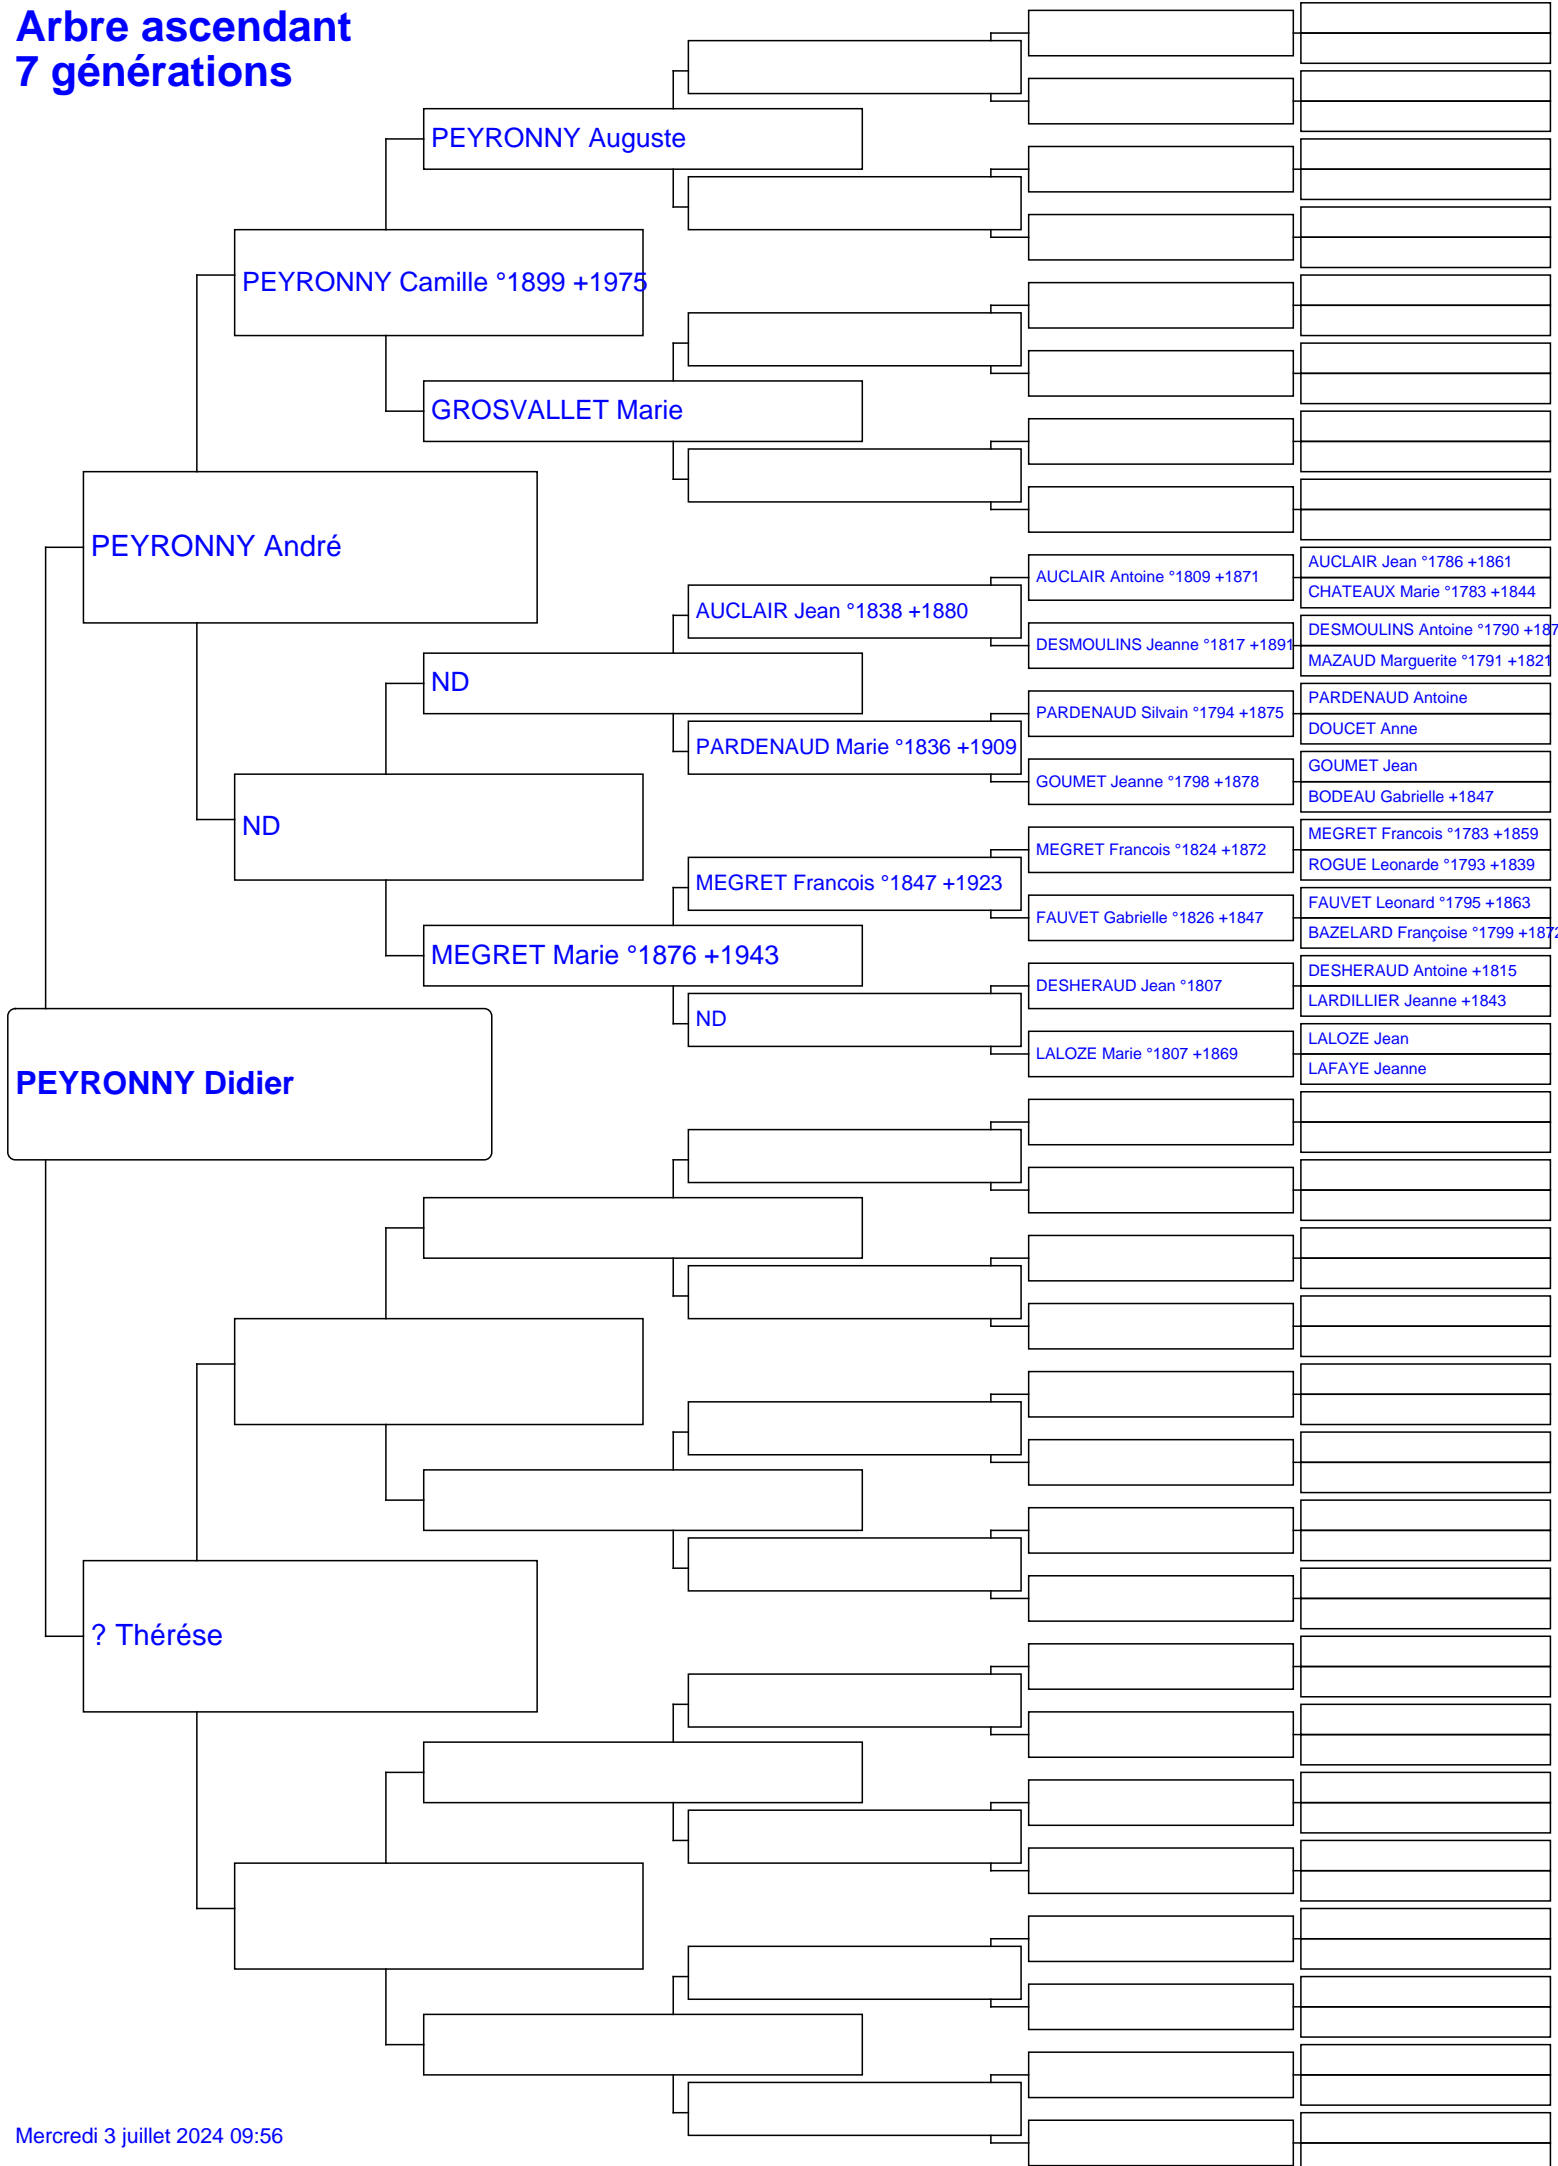 Arbre ascendant
7 générations
PEYRONNY Auguste
PEYRONNY Camille °1899 +1975
GROSVALLET Marie
PEYRONNY André
AUCLAIR Jean °1786 +1861
AUCLAIR Antoine °1809 +1871
CHATEAUX Marie °1783 +1844
AUCLAIR Jean °1838 +1880
DESMOULINS Antoine °1790 +187
DESMOULINS Jeanne °1817 +1891
MAZAUD Marguerite °1791 +1821
ND
PARDENAUD Antoine
PARDENAUD Silvain °1794 +1875
DOUCET Anne
PARDENAUD Marie °1836 +1909
GOUMET Jean
GOUMET Jeanne °1798 +1878
BODEAU Gabrielle +1847
ND
MEGRET Francois °1783 +1859
MEGRET Francois °1824 +1872
ROGUE Leonarde °1793 +1839
MEGRET Francois °1847 +1923
FAUVET Leonard °1795 +1863
FAUVET Gabrielle °1826 +1847
BAZELARD Françoise °1799 +1872
MEGRET Marie °1876 +1943
DESHERAUD Antoine +1815
DESHERAUD Jean °1807
LARDILLIER Jeanne +1843
ND
LALOZE Jean
LALOZE Marie °1807 +1869
LAFAYE Jeanne
PEYRONNY Didier
? Thérése
Mercredi 3 juillet 2024 09:56